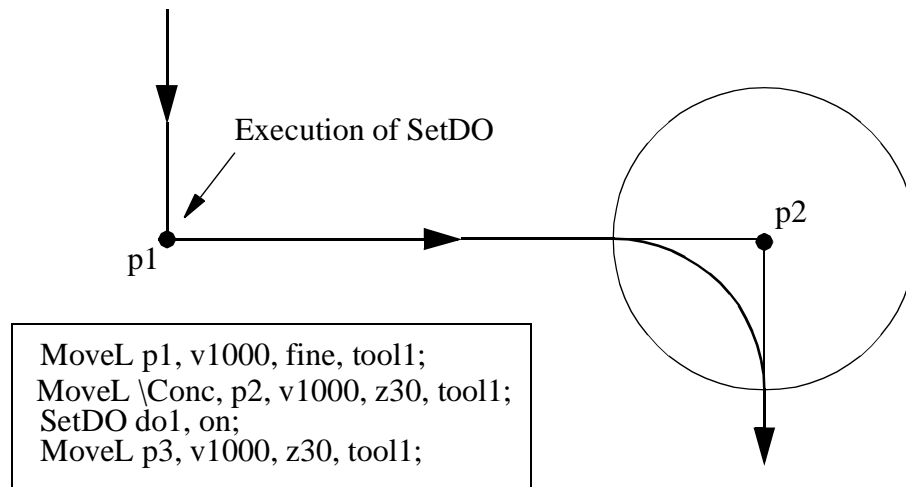 Execution of SetDO
p2
p1
MoveL p1, v1000, fine, tool1;
MoveL \Conc, p2, v1000, z30, tool1;
SetDO do1, on;
MoveL p3, v1000, z30, tool1;